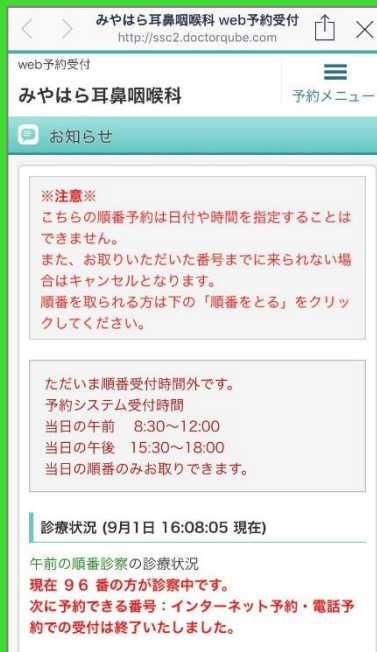 みやはら耳鼻咽喉科 web予約受付
http://ssc2.doctorqube.com
web予約受付
みやはら耳鼻咽喉科
予約メニュー
お知らせ
※注意※
こちらの順番予約は日付や時間を指定することは
できません。
また、お取りいただいた番号までに来られない場
合はキャンセルとなります。
順番を取られる方は下の「順番をとる」をクリッ
クしてください。
ただいま順番受付時間外です。
予約システム受付時間
当日の午前 8:30〜12:00
当日の午後 15:30〜18:00
当日の順番のみお取りできます。
診療状況 (9月1日 16:08:05 現在)
午前の順番診察の診療状況
現在 96 番の方が診察中です。
次に予約できる番号：インターネット予約・電話予
約での受付は終了いたしました。